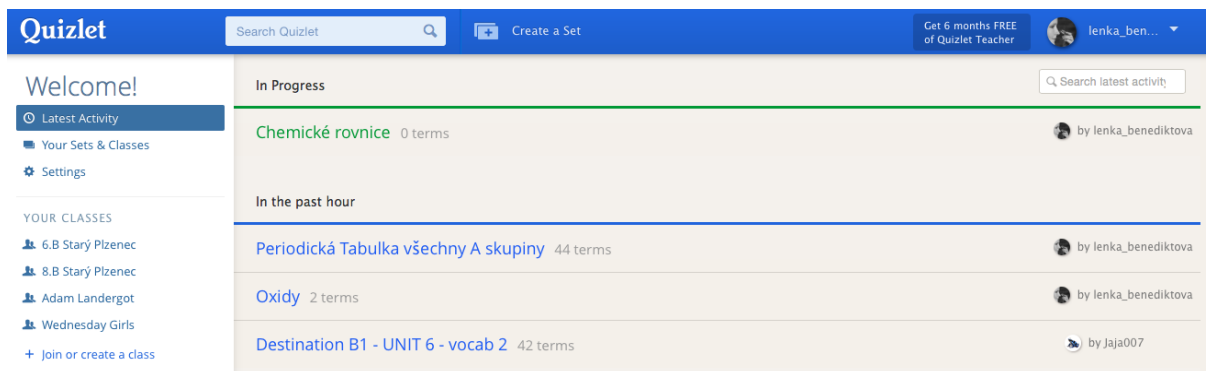 Quizlet
Search Quizlet
Create a Set
Get 6 months FREE
of Quizlet Teacher
lenka_ben...
Welcome!
Latest Activity
Your Sets & Classes
Settings
YOUR CLASSES
6.B Starý Plzenec
8.B Starý Plzenec
Adam Landergot
Wednesday Girls
+ Join or create a class
In Progress
Search latest activity
Chemické rovnice 0 terms
by lenka_benediktova
In the past hour
Periodická Tabulka všechny A skupiny 44 terms
by lenka_benediktova
Oxidy 2 terms
by lenka_benediktova
Destination B1 - UNIT 6 - vocab 2 42 terms
by Jaja007